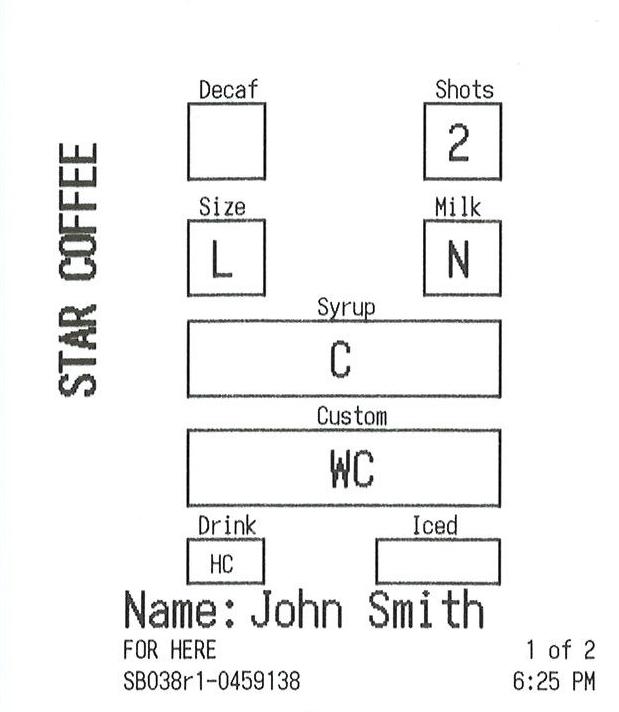 STAR COFFEE
Decaf Shots
2
Size Milk
L N
Syrup
C
Custom
WC
Drink Iced
HC
Name: John Smith
FOR HERE 1 of 2
SB038r1-0459138 6:25 PM